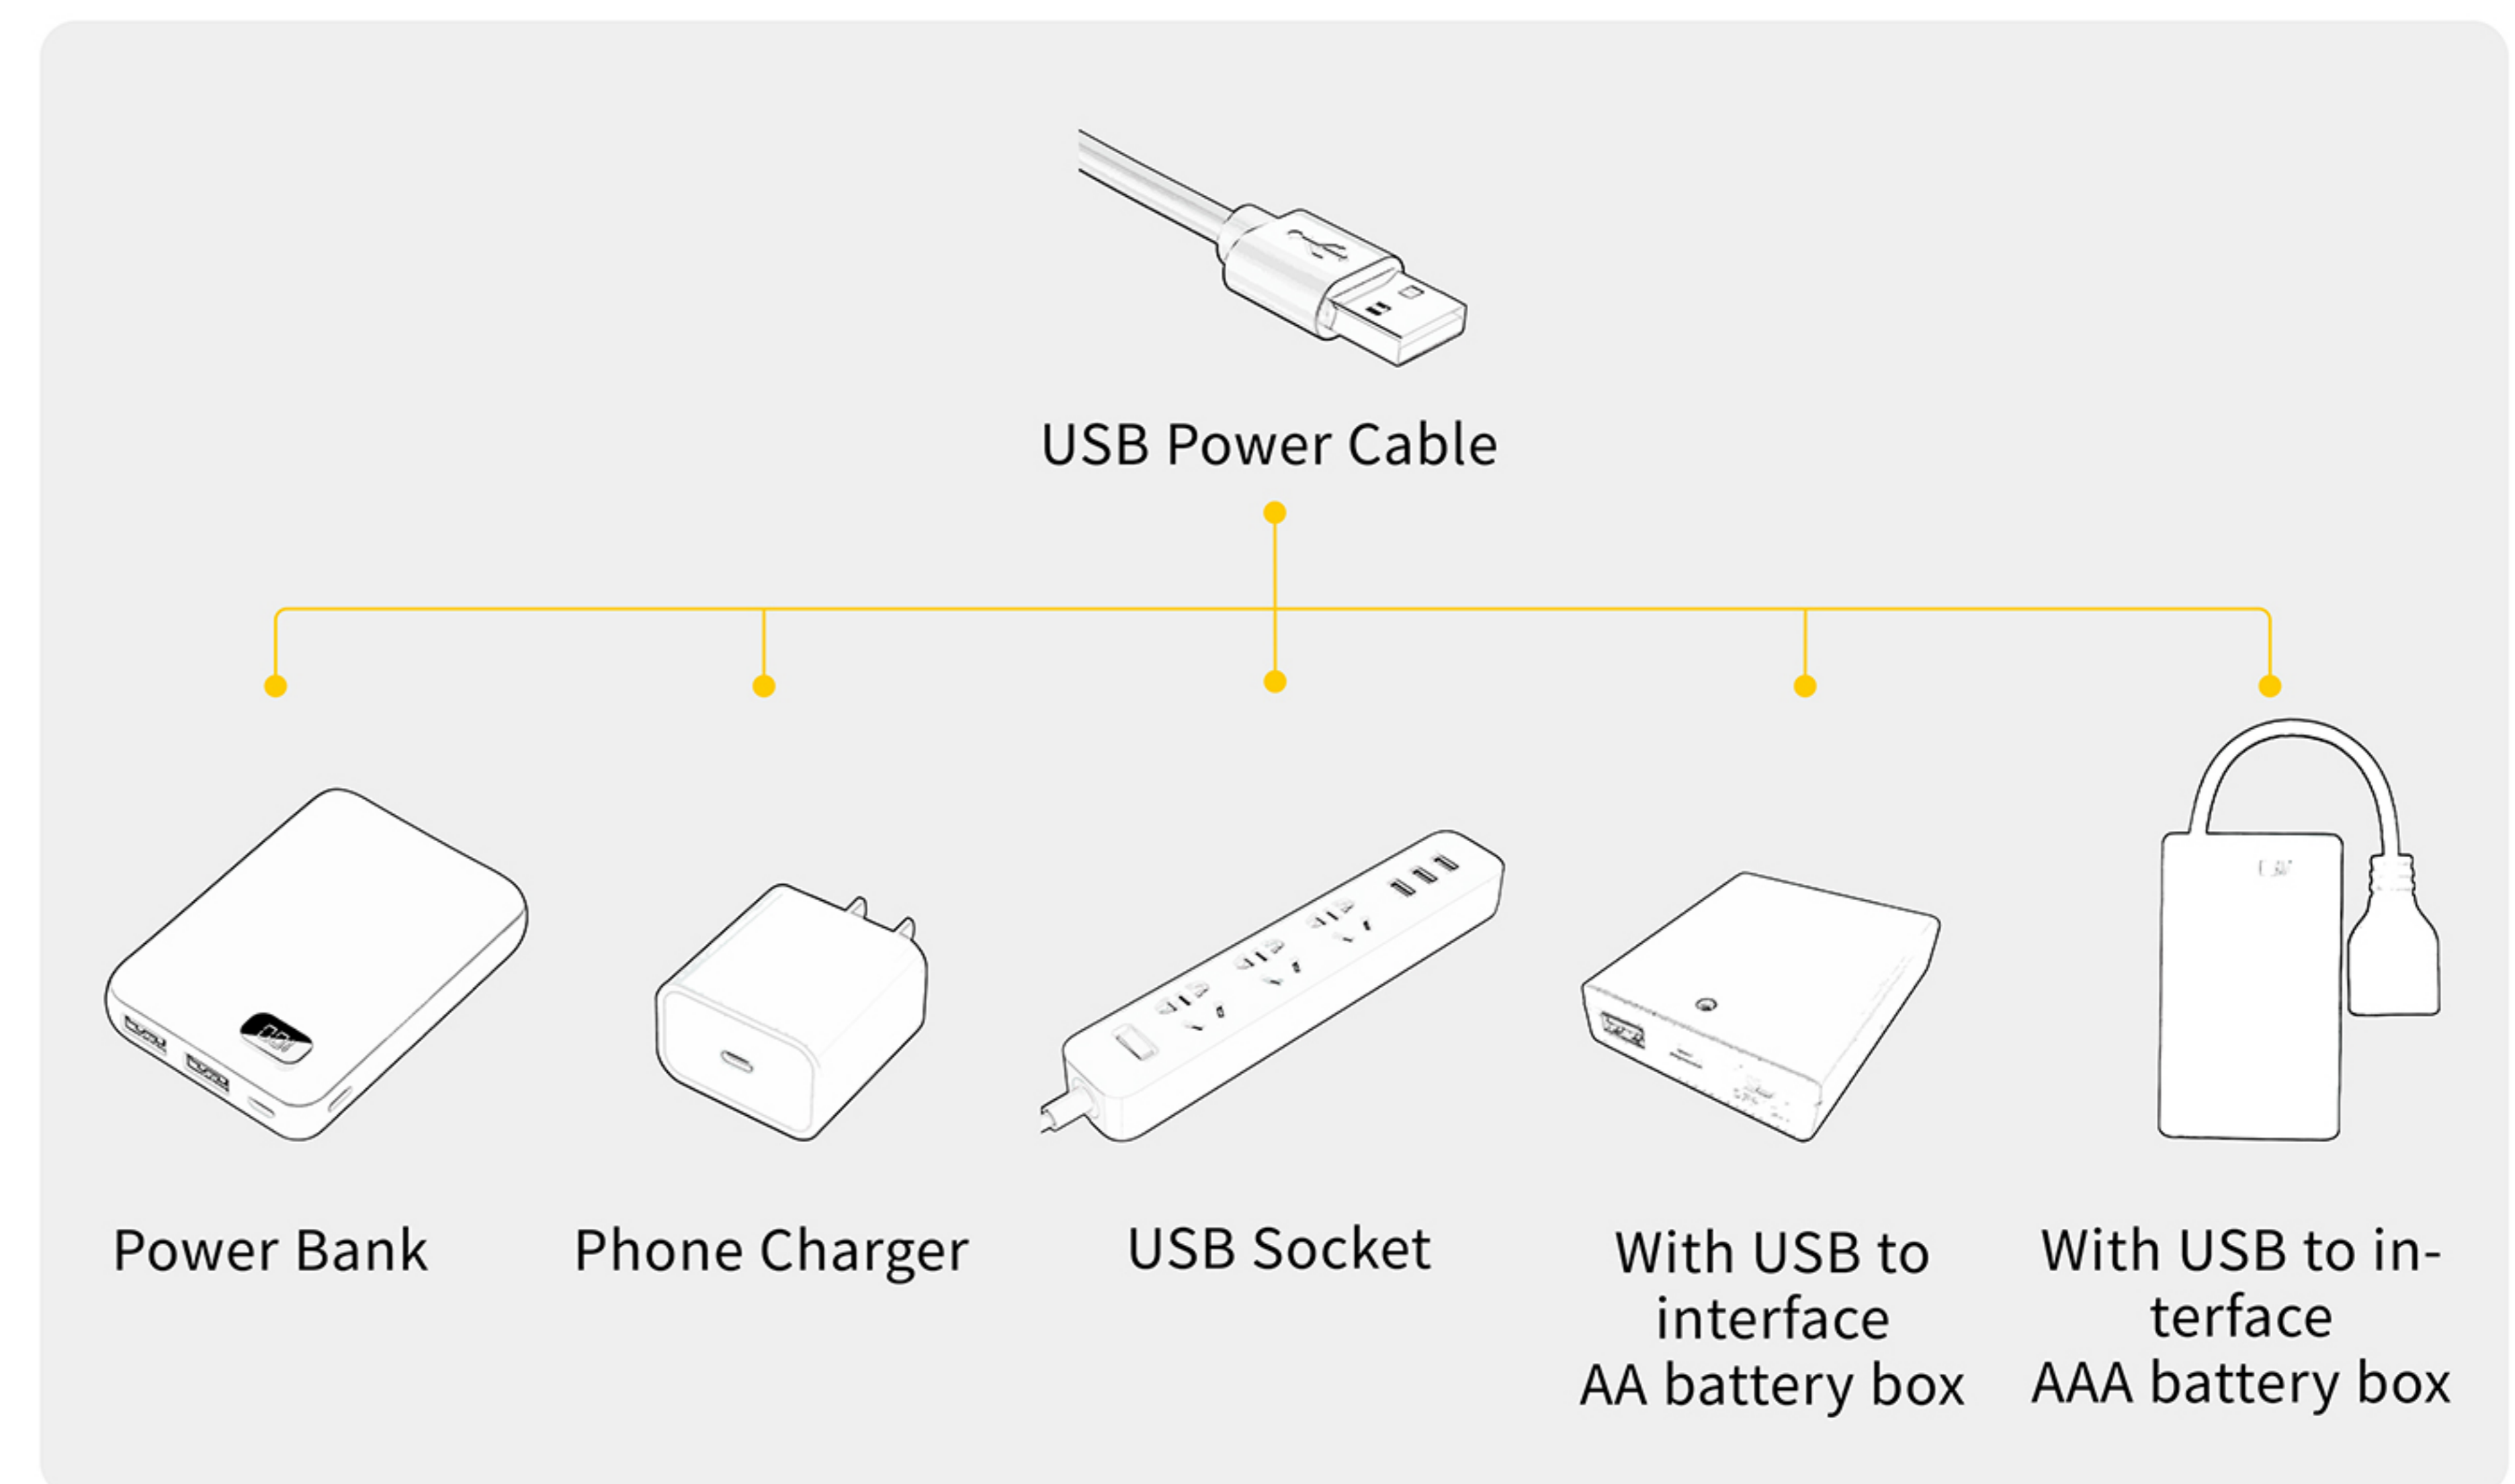 USB Power Cable
Power Bank
Phone Charger
USB Socket
With USB to
interface
AA battery box
With USB to in-
terface
AAA battery box